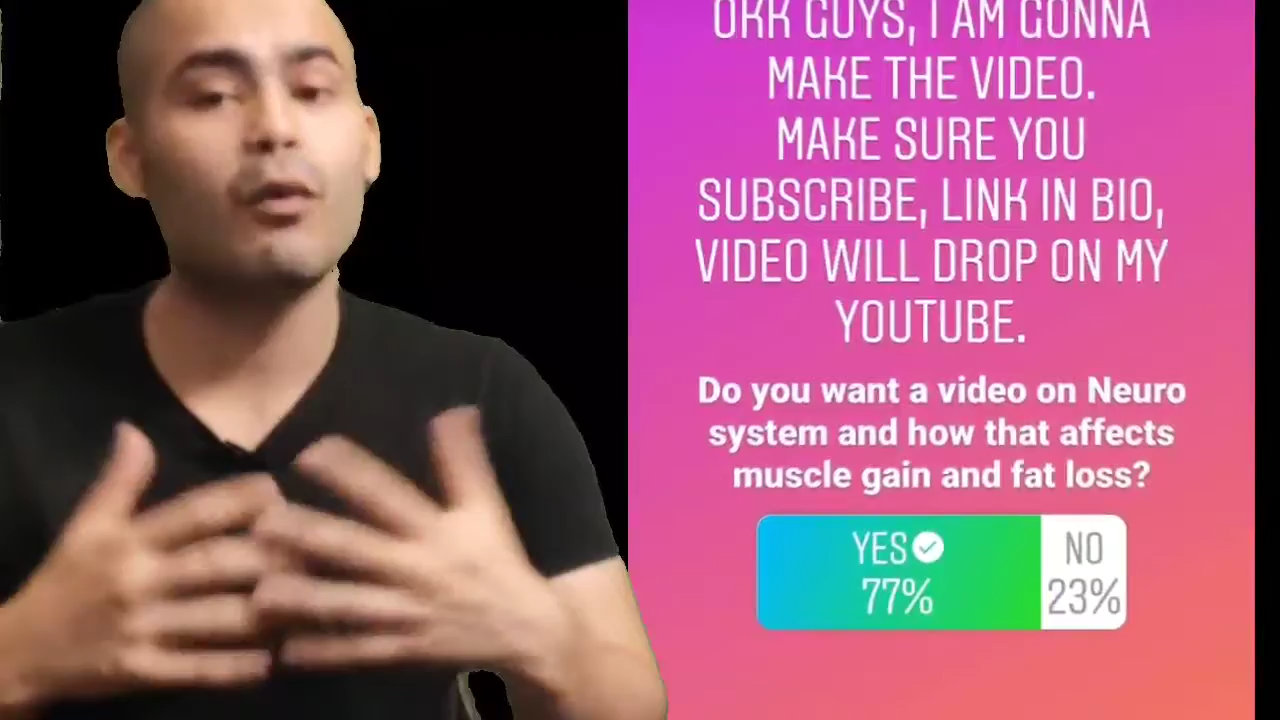 OKK GUYS, I AM GONNA
MAKE THE VIDEO.
MAKE SURE YOU
SUBSCRIBE, LINK IN BIO,
VIDEO WILL DROP ON MY
YOUTUBE.
Do you want a video on Neuro
system and how that affects
muscle gain and fat loss?
YES NO
77% 23%